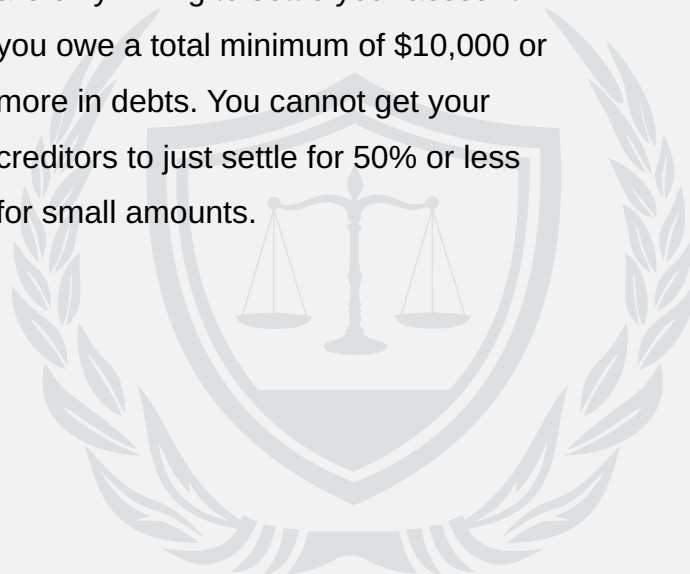 you owe a total minimum of $10,000 or
more in debts. You cannot get your
creditors to just settle for 50% or less
for small amounts.